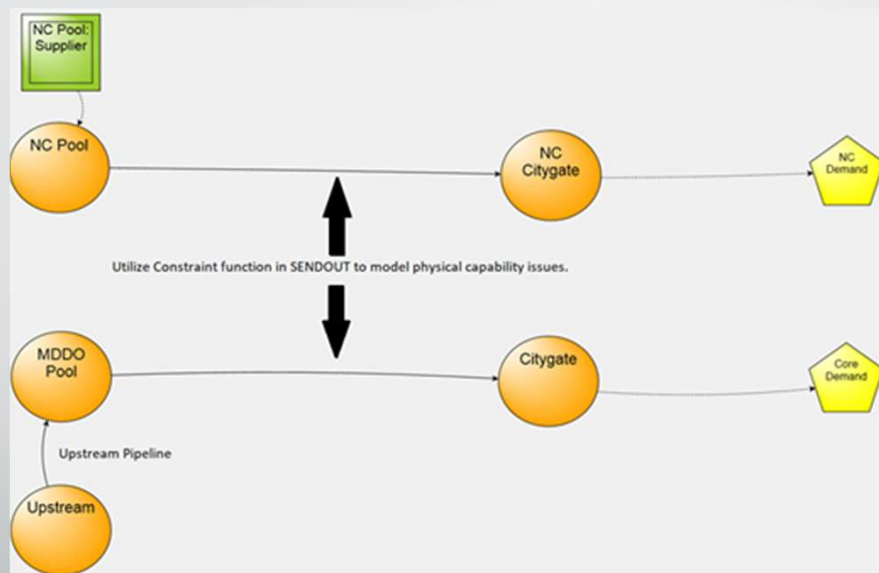 NC Pool:
Supplier
NC Pool
NC
Citygate
NC
Demand
Utilize Constraint function in SENDOUT to model physical capability issues.
MDDO
Pool
Citygate
Core
Demand
Upstream Pipeline
Upstream